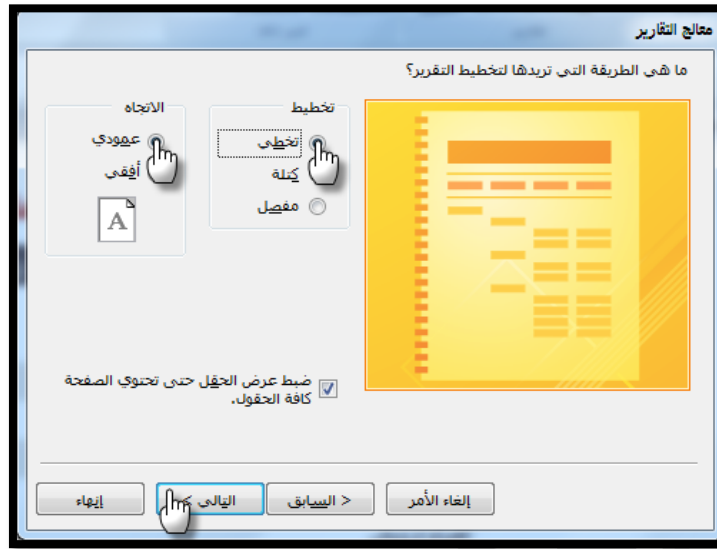 معالج التقارير
ما هي الطريقة التي تريدها لتخطيط التقرير؟
تخطيط
تخطي
كتلة
مفصل
الاتجاه
عمودي
أفقي
A
ضبط عرض الحقل حتى تحتوي الصفحة
كافة الحقول.
إلغاء الأمر
< السابق
التالي
إنهاء